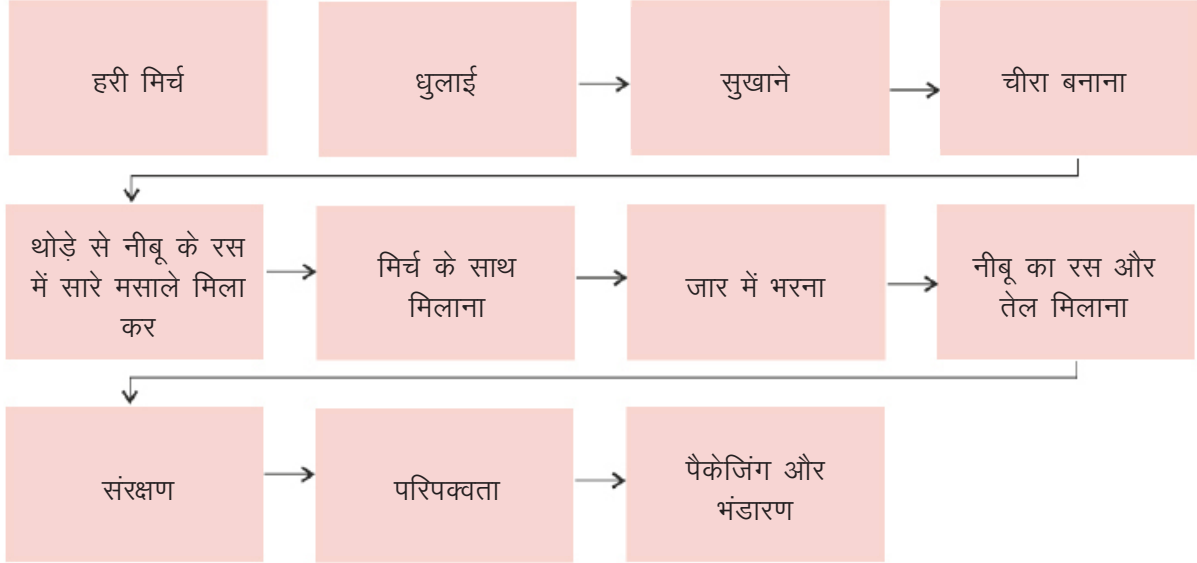 हरी मिर्च
धुलाई
सुखाने
चीरा बनाना
थोड़े से नीबू के रस
में सारे मसाले मिला
कर
मिर्च के साथ
मिलाना
जार में भरना
नीबू का रस और
तेल मिलाना
संरक्षण
परिपक्वता
पैकेजिंग और
भंडारण